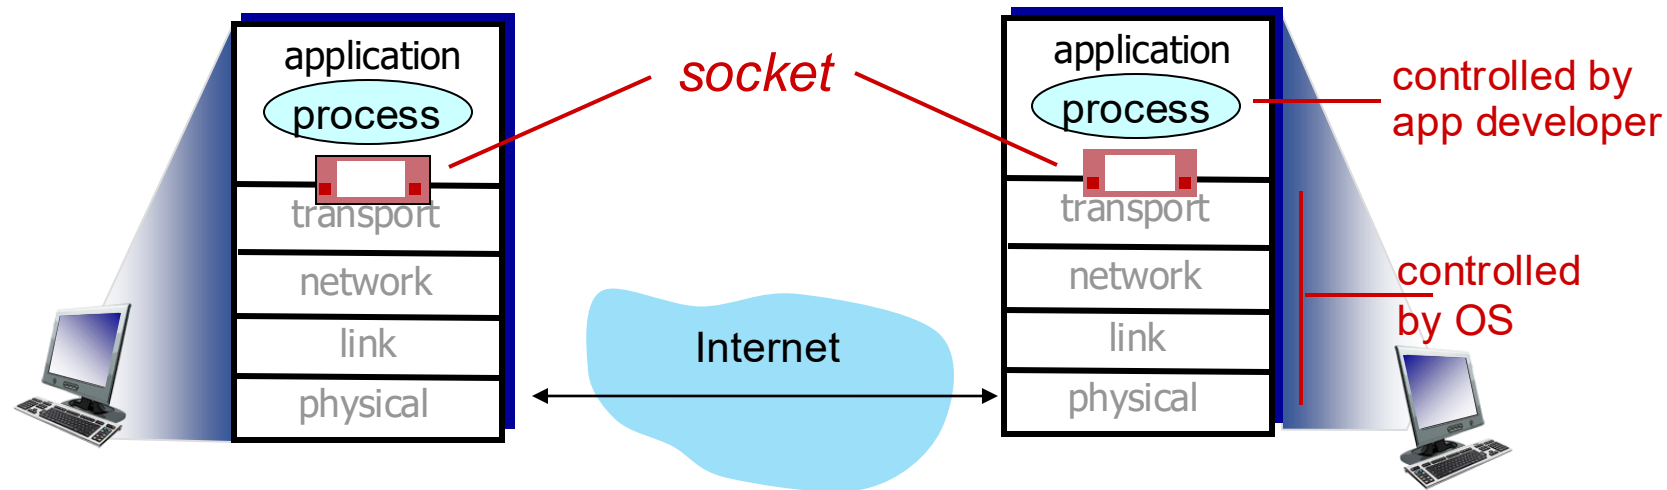 application
process
transport
network
link
physical
socket
Internet
application
process
transport
network
link
physical
controlled by
app developer
controlled
by OS